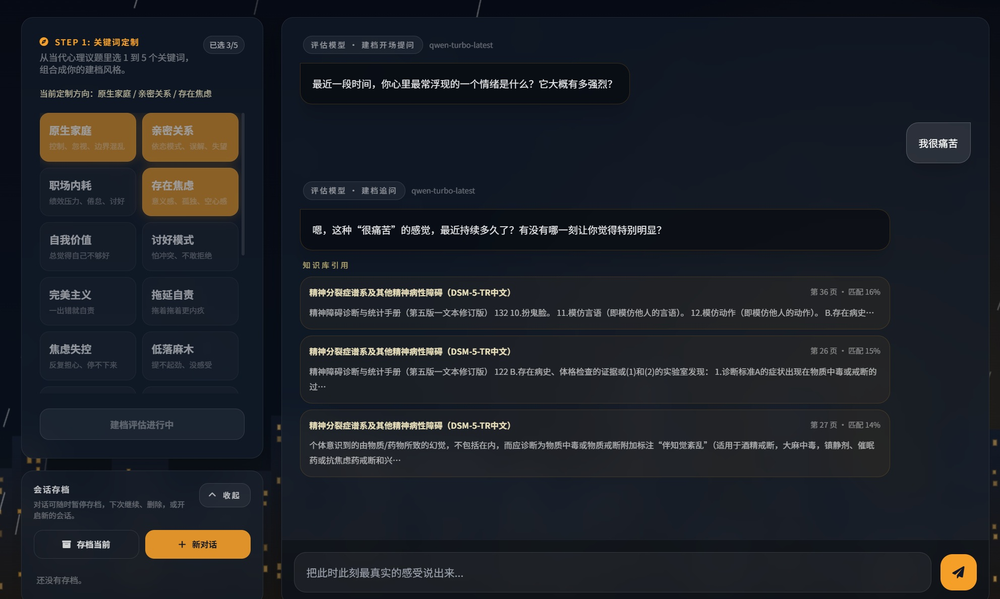 STEP 1: 关键词定制
已选 3/5
从当代心理议题里选 1 到 5 个关键词，
组合成你的建档风格。
当前定制方向：原生家庭 / 亲密关系 / 存在焦虑
原生家庭
控制、忽视、边界混乱
亲密关系
依恋模式、误解、失望
职场内耗
绩效压力、倦怠、讨好
存在焦虑
意义感、孤独、空心感
自我价值
总觉得自己不够好
讨好模式
怕冲突、不敢拒绝
完美主义
一出错就自责
拖延自责
拖着拖着更内疚
焦虑失控
反复担心、停不下来
低落麻木
提不起劲、没感受
建档评估进行中
会话存档
对话可随时暂停存档，下次继续、删除，或开
启新的会话。
收起
存档当前
新对话
还没有存档。
评估模型 · 建档开场提问
qwen-turbo-latest
最近一段时间，你心里最常浮现的一个情绪是什么？它大概有多强烈？
我很痛苦
评估模型 · 建档追问
qwen-turbo-latest
嗯，这种“很痛苦”的感觉，最近持续多久了？有没有哪一刻让你觉得特别明显？
知识库引用
精神分裂症谱系及其他精神病性障碍（DSM-5-TR中文）
第 36 页 · 匹配 16%
精神障碍诊断与统计手册（第五版一文本修订版） 132 10.扮鬼脸。 11.模仿言语（即模仿他人的言语）。 12.模仿动作（即模仿他人的动作）。 B.存在病史…
精神分裂症谱系及其他精神病性障碍（DSM-5-TR中文）
第 26 页 · 匹配 15%
精神障碍诊断与统计手册（第五版一文本修订版） 122 B.存在病史、体格检查的证据或(1)和(2)的实验室发现： 1.诊断标准A的症状出现在物质中毒或戒断的
过…
精神分裂症谱系及其他精神病性障碍（DSM-5-TR中文）
第 27 页 · 匹配 14%
个体意识到的由物质/药物所致的幻觉，不包括在内，而应诊断为物质中毒或物质戒断附加标注“伴知觉紊乱”（适用于酒精戒断，大麻中毒，镇静剂、催眠
药或抗焦虑药戒断和兴…
把此时此刻最真实的感受说出来...